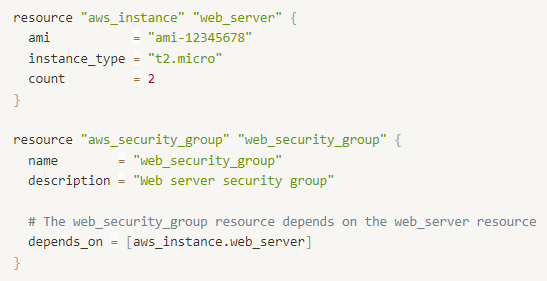 resource "aws_instance" "web_server" {
  ami           = "ami-12345678"
  instance_type = "t2.micro"
  count         = 2
}

resource "aws_security_group" "web_security_group" {
  name        = "web_security_group"
  description = "Web server security group"

  # The web_security_group resource depends on the web_server resource
  depends_on = [aws_instance.web_server]
}